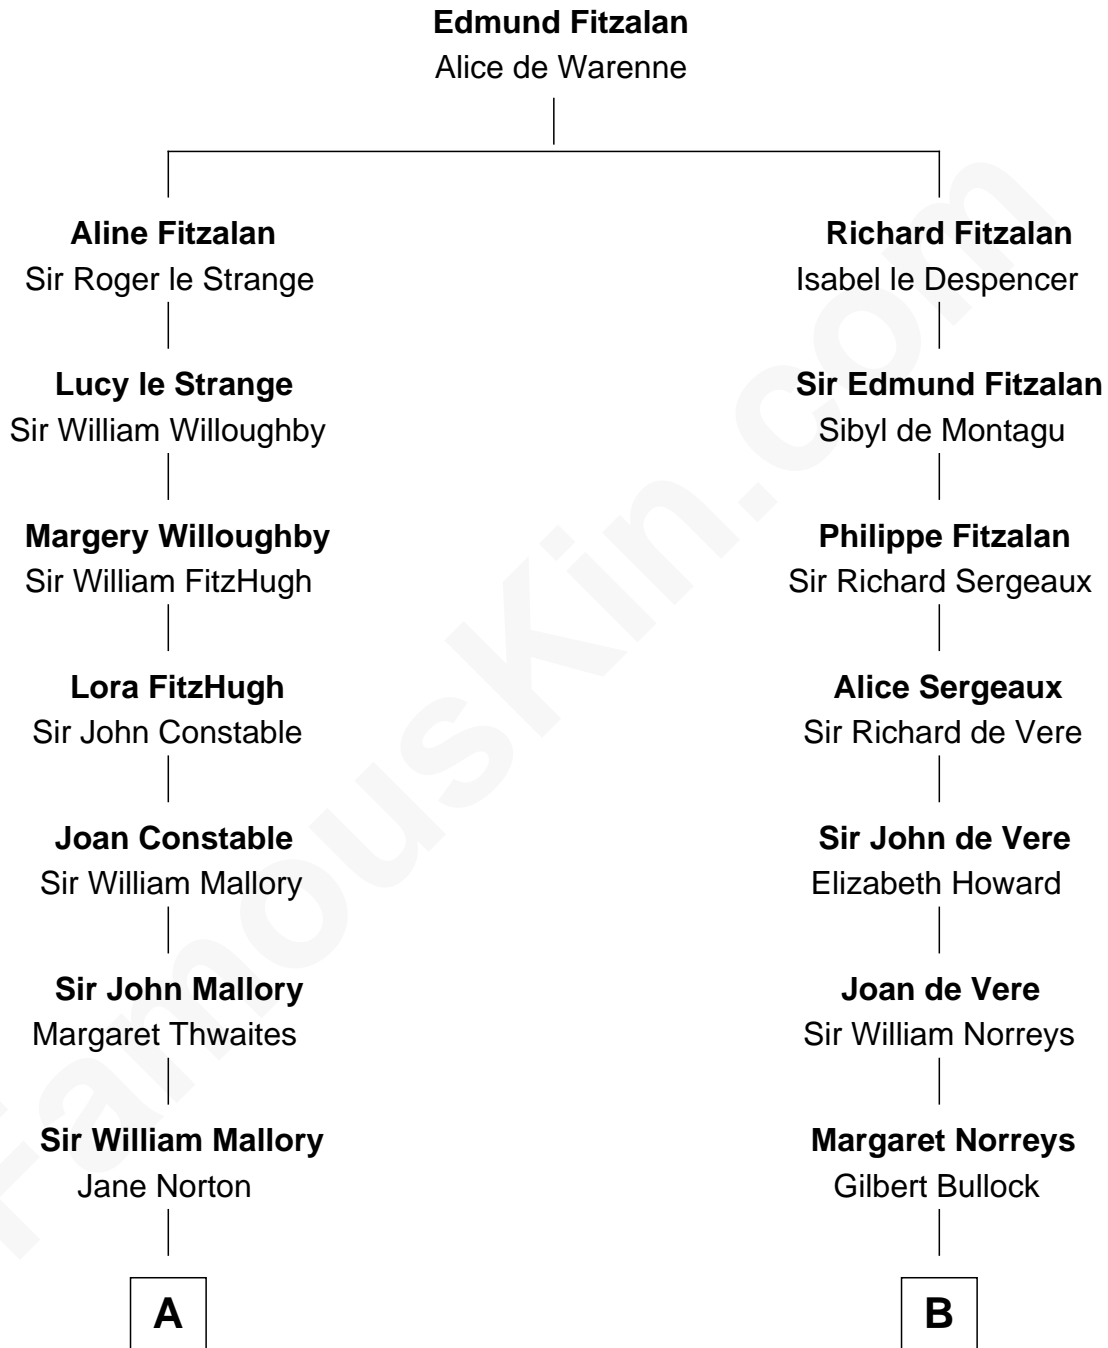 Edmund Fitzalan
Alice de Warenne
Aline Fitzalan
Sir Roger le Strange
Lucy le Strange
Sir William Willoughby
Margery Willoughby
Sir William FitzHugh
Lora FitzHugh
Sir John Constable
Joan Constable
Sir William Mallory
Sir John Mallory
Margaret Thwaites
Sir William Mallory
Jane Norton
A
Richard Fitzalan
Isabel le Despencer
Sir Edmund Fitzalan
Sibyl de Montagu
Philippe Fitzalan
Sir Richard Sergeaux
Alice Sergeaux
Sir Richard de Vere
Sir John de Vere
Elizabeth Howard
Joan de Vere
Sir William Norreys
Margaret Norreys
Gilbert Bullock
B
FamousKin.com